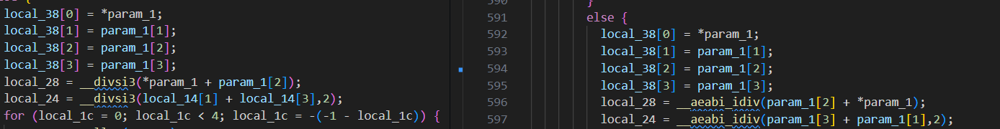 local_38[0] = *param_1;
local_38[1] = param_1[1];
local_38[2] = param_1[2];
local_38[3] = param_1[3];
local_28 = __divsi3(*param_1 + param_1[2]);
local_24 = __divsi3(local_14[1] + local_14[3],2);
for (local_1c = 0; local_1c < 4; local_1c = -(-1 - local_1c)) {
}
591 else {
592 local_38[0] = *param_1;
593 local_38[1] = param_1[1];
594 local_38[2] = param_1[2];
595 local_38[3] = param_1[3];
596 local_28 = __aeabi_idiv(param_1[2] + *param_1);
597 local_24 = __aeabi_idiv(param_1[3] + param_1[1],2);